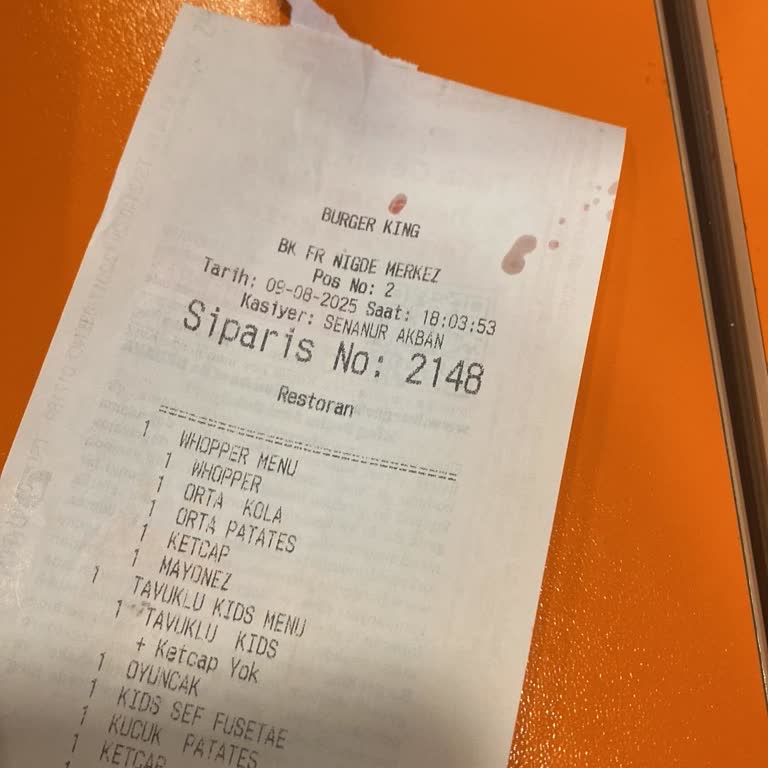 BURGER KING
BK FR NIGDE MERKEZ
Pos No: 2
Tarih: 09-08-2025 Saat: 18:03:53
Kasiyer: SENANUR AKBAN
Siparis No: 2148
Restoran
1 WHOPPER MENU
1 WHOPPER
1 ORTA KOLA
1 ORTA PATATES
1 KETCAP
1 MAYONEZ
1 TAVUKLU KIDS MENU
1 TAVUKLU KIDS
+ Ketcap Yok
1 OYUNCAK
1 KIDS SEF FUSETAE
1 KUCUK PATATES
1 KETCAP